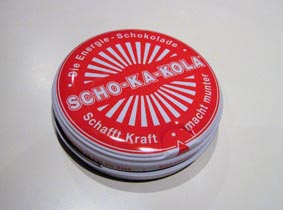 Die Energie-Schokolade
SCHO-KA-KOLA
Schafft Kraft
macht munter